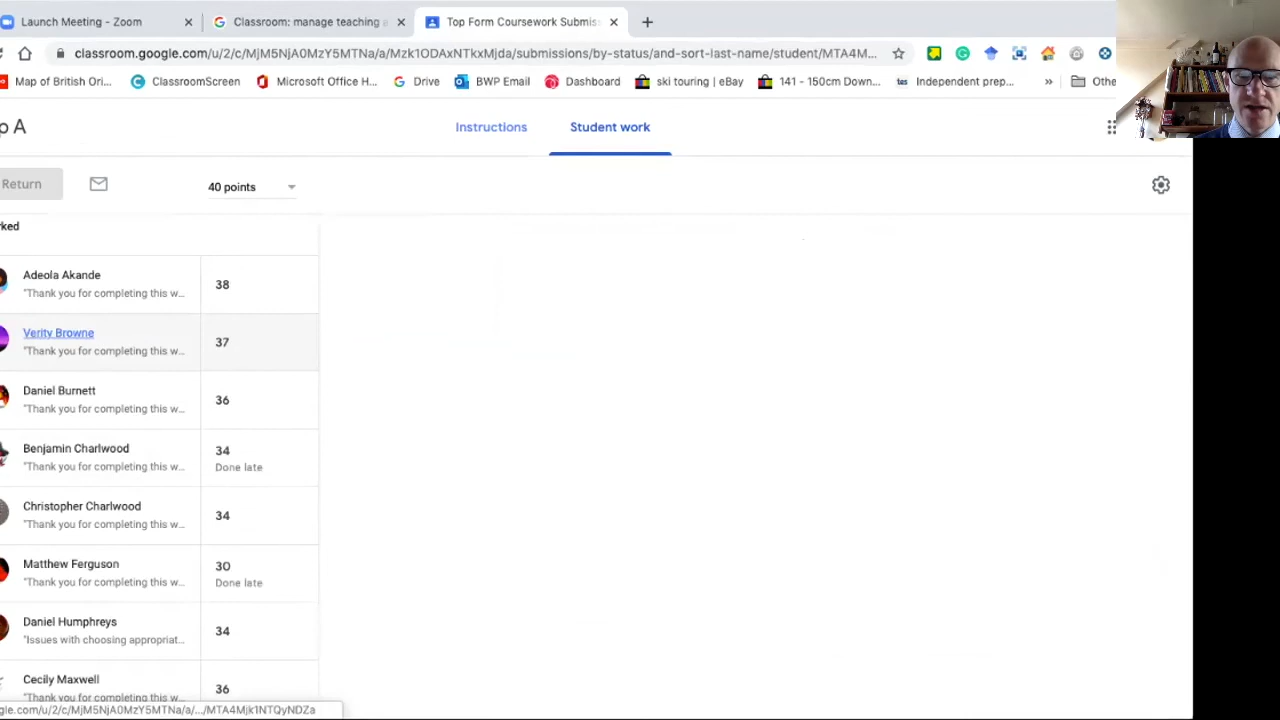 Launch Meeting - Zoom
Classroom: manage teaching a
Top Form Coursework Submiss
classroom.google.com/u/2/c/MjM5NjA0MzY5MTNa/a/Mzk1ODAxNTkxMjda/submissions/by-status/and-sort-last-name/student/MTA4M...
Map of British Ori...
ClassroomScreen
Microsoft Office H...
Drive
BWP Email
Dashboard
ski touring | eBay
141 - 150cm Down...
tes
Independent prep...
»
Othe
p A
Instructions
Student work
Return
40 points
rked
Adeola Akande
"Thank you for completing this w...
38
Verity Browne
"Thank you for completing this w...
37
Daniel Burnett
"Thank you for completing this w...
36
Benjamin Charlwood
"Thank you for completing this w...
34
Done late
Christopher Charlwood
"Thank you for completing this w...
34
Matthew Ferguson
"Thank you for completing this w...
30
Done late
Daniel Humphreys
"Issues with choosing appropriat...
34
Cecily Maxwell
"Thank you for completing this w...
36
gle.com/u/2/c/MjM5NjA0MzY5MTNa/a/.../MTA4Mjk1NTQyNDZa